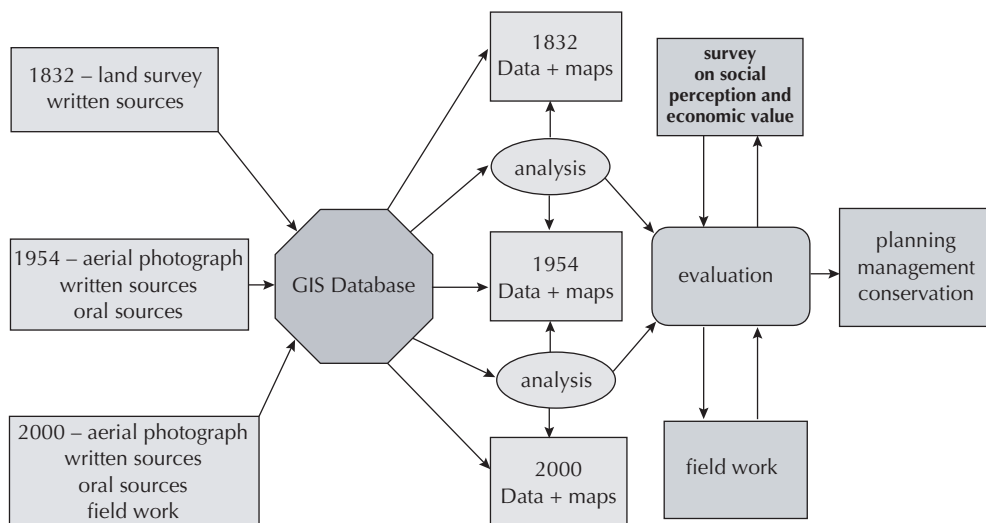 1832 – land survey
written sources
1954 – aerial photograph
written sources
oral sources
2000 – aerial photograph
written sources
oral sources
field work
GIS Database
1832
Data + maps
analysis
1954
Data + maps
analysis
2000
Data + maps
survey
on social
perception and
economic value
evaluation
field work
planning
management
conservation